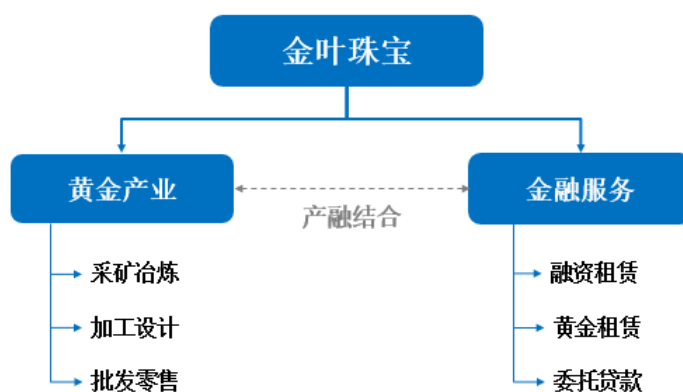 金叶珠宝
黄金产业
金融服务
产融结合
采矿冶炼
融资租赁
加工设计
黄金租赁
批发零售
委托贷款